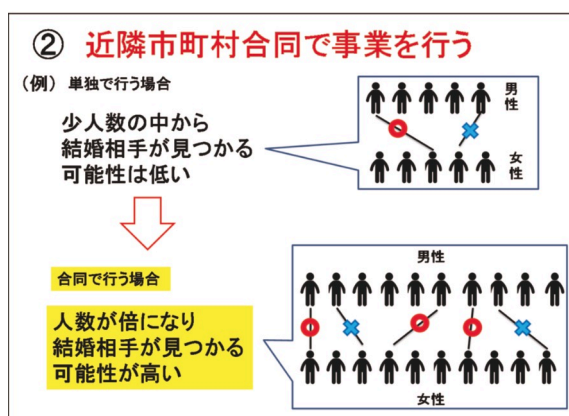 ② 近隣市町村合同で事業を行う
（例） 単独で行う場合
少人数の中から
結婚相手が見つかる
可能性は低い
男性
女性
合同で行う場合
人数が倍になり
結婚相手が見つかる
可能性が高い
男性
女性